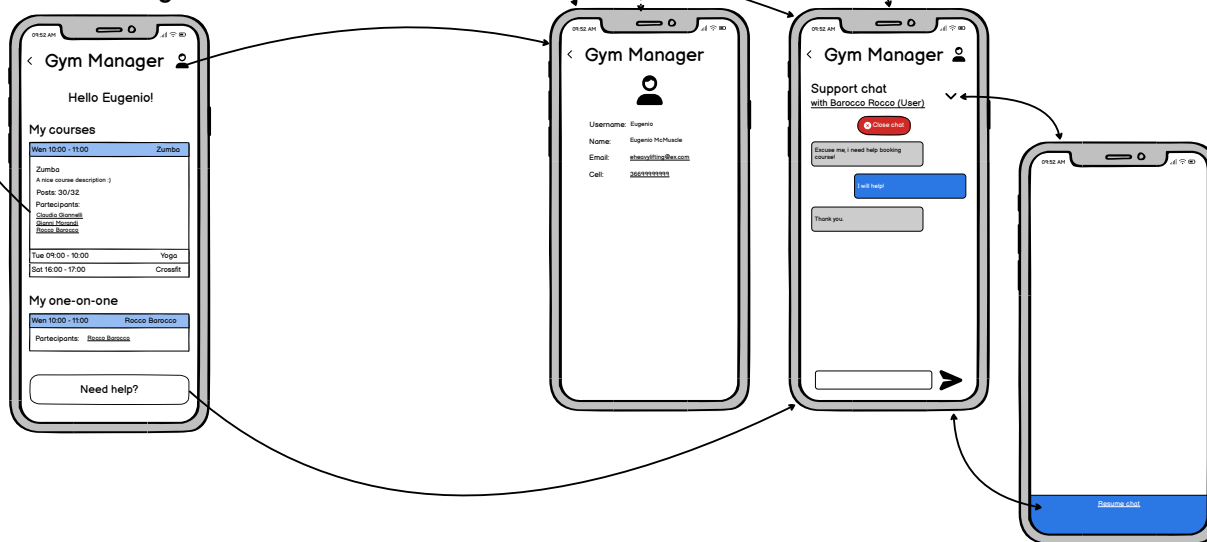 09:52 AM
Gym Manager
Hello Eugenio!
My courses
Wen 10:00 - 11:00 Zumba
Zumba
A nice course description :)
Posts: 30/32
Partecipants:
Claudio Giannelli
Gianni Morandi
Rocco Barocco
Tue 09:00 - 10:00 Yoga
Sat 16:00 - 17:00 Crossfit
My one-on-one
Wen 10:00 - 11:00 Rocco Barocco
Partecipants: Rocco Barocco
Need help?
09:52 AM
Gym Manager
Username: Eugenio
Name: Eugenio McMuscle
Email: eheavylifting@ex.com
Cell: 36699999999
09:52 AM
Gym Manager
Support chat
with Barocco Rocco (User)
Close chat
Excuse me, i need help booking
course!
I will help!
Thank you.
09:52 AM
Resume chat